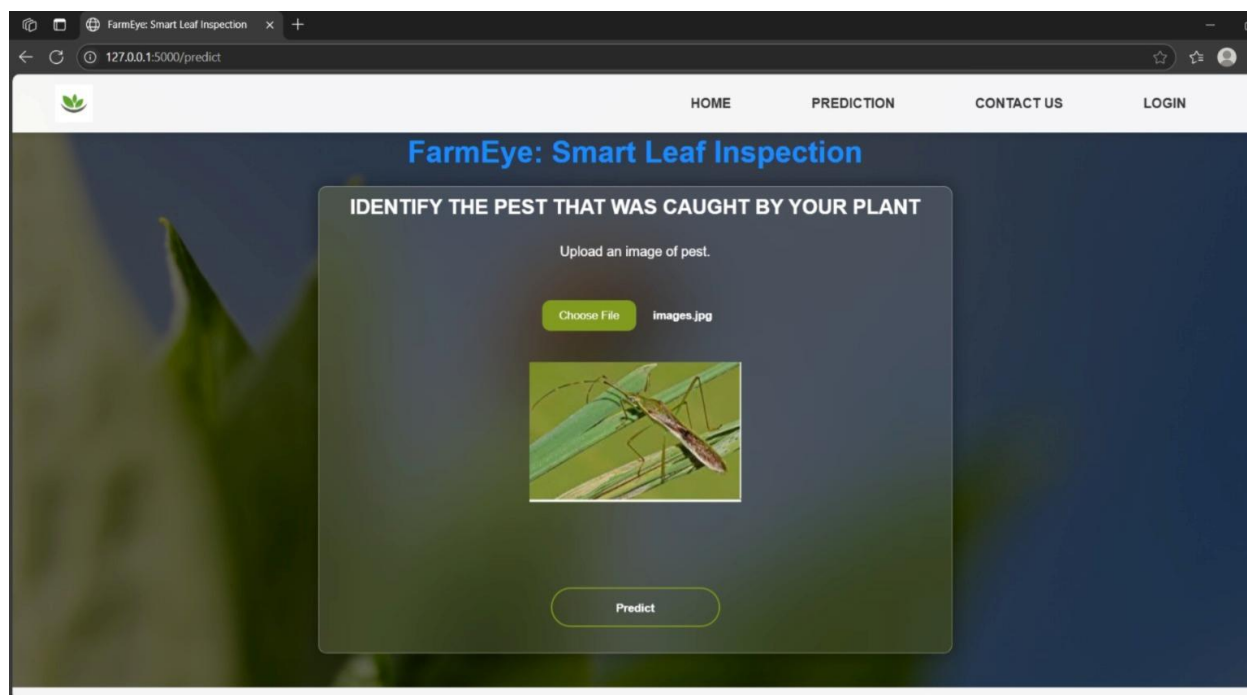 FarmEye: Smart Leaf Inspection
127.0.0.1:5000/predict
HOME PREDICTION CONTACT US LOGIN
FarmEye: Smart Leaf Inspection
IDENTIFY THE PEST THAT WAS CAUGHT BY YOUR PLANT
Upload an image of pest.
Choose File images.jpg
Predict